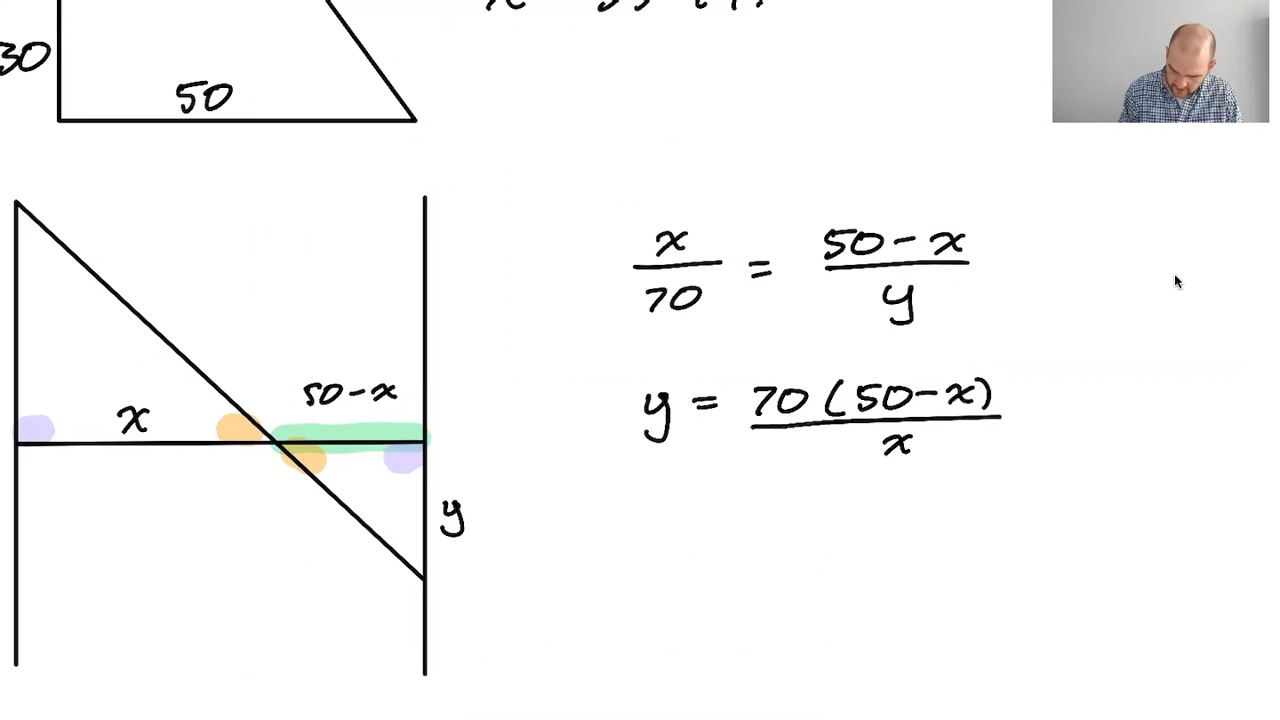 30
50
x/70 = (50-x)/y
50-x
x
y = 70(50-x)/x
y